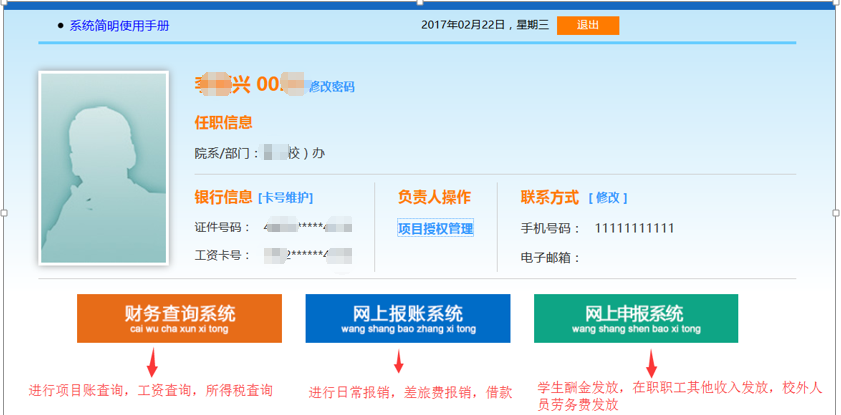 系统简明使用手册
2017年02月22日，星期三 退出
兴 00 修改密码
任职信息
院系/部门： 校）办
银行信息 [卡号维护] 负责人操作 联系方式 [ 修改 ]
证件号码： 4 *****4 项目授权管理 手机号码： 11111111111
工资卡号： 2******4 电子邮箱：
财务查询系统 网上报账系统 网上申报系统
cai wu cha xun xi tong wang shang bao zhang xi tong wang shang shen bao xi tong
进行项目账查询，工资查询，所得税查询
进行日常报销，差旅费报销，借款
学生酬金发放，在职职工其他收入发放，校外人
员劳务费发放